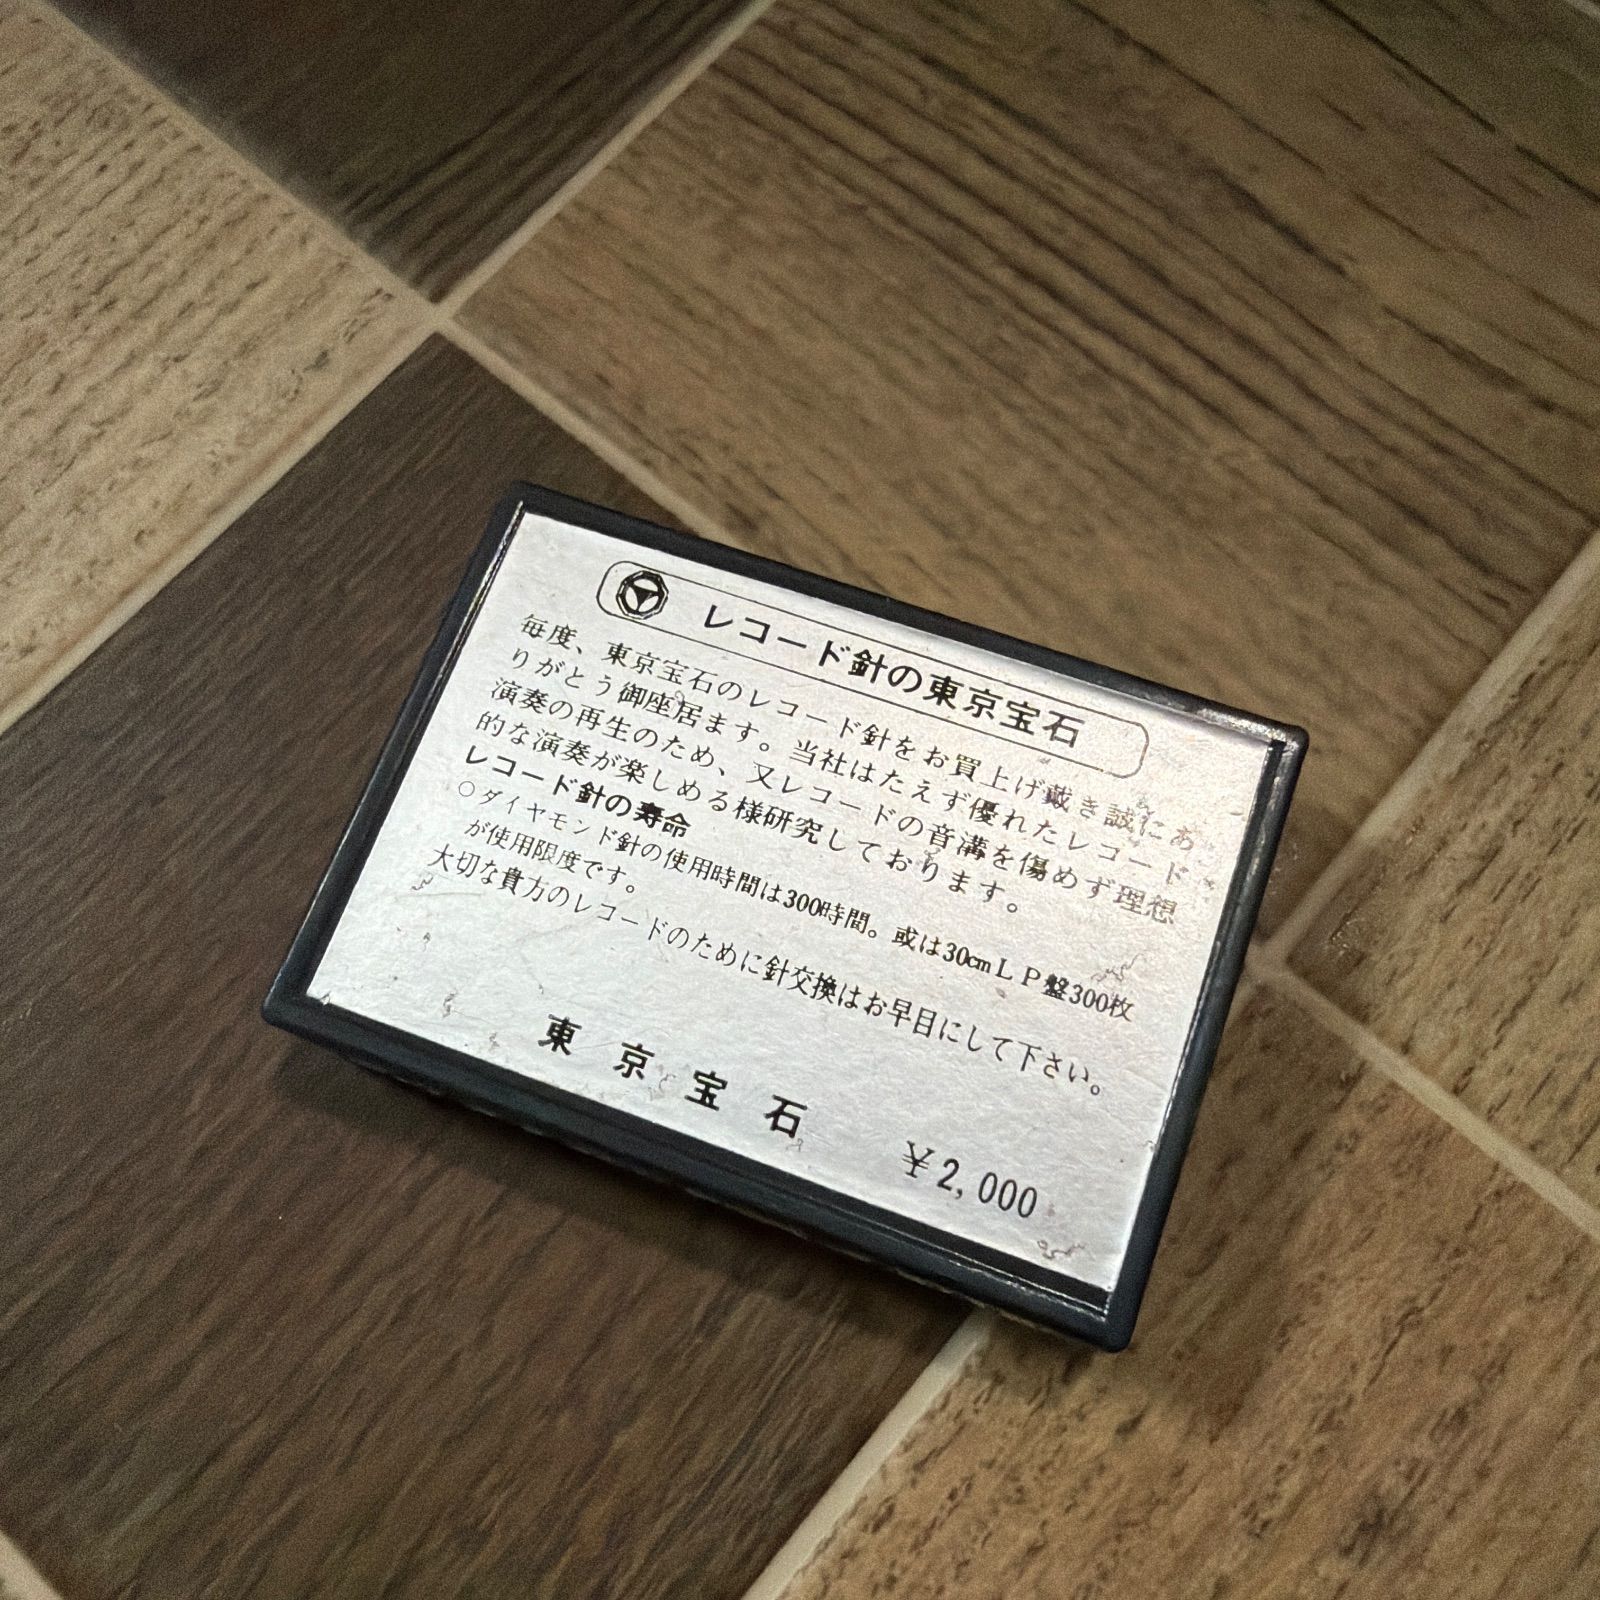 レコード針の東京宝石
毎度、東京宝石のレコード針をお買上げ戴き誠にあ
りがとう御座居ます。当社はたえず優れたレコード
演奏の再生のため、又レコードの音溝を傷めず理想
的な演奏が楽しめる様研究しております。
レコード針の寿命
○ダイヤモンド針の使用時間は300時間。或は30cmLP盤300枚
が使用限度です。
大切な貴方のレコードのために針交換はお早目にして下さい。
東京宝石
¥2,000